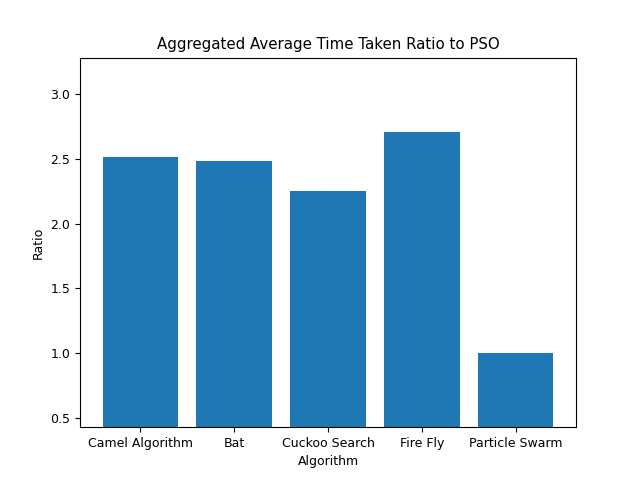 Aggregated Average Time Taken Ratio to PSO
3.0
2.5
2.0
1.5
1.0
0.5
Ratio
Camel Algorithm Bat Cuckoo Search Fire Fly Particle Swarm
Algorithm